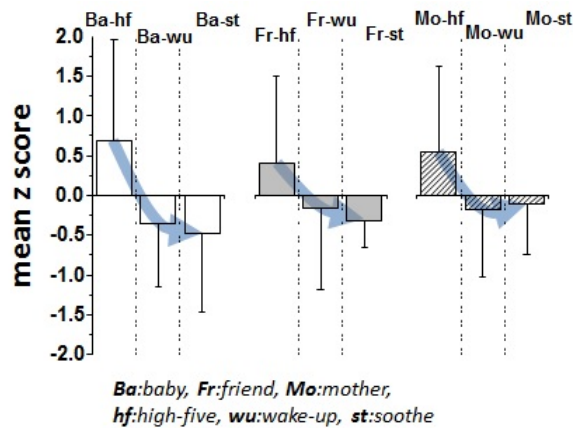 Ba-hf Ba-st Fr-wu Mo-hf Mo-st
Ba-wu Fr-hf Fr-st Mo-wu
2.0
1.5
1.0
0.5
0.0
-0.5
-1.0
-1.5
-2.0
mean z score
Ba:baby, Fr:friend, Mo:mother,
hf:high-five, wu:wake-up, st:soothe